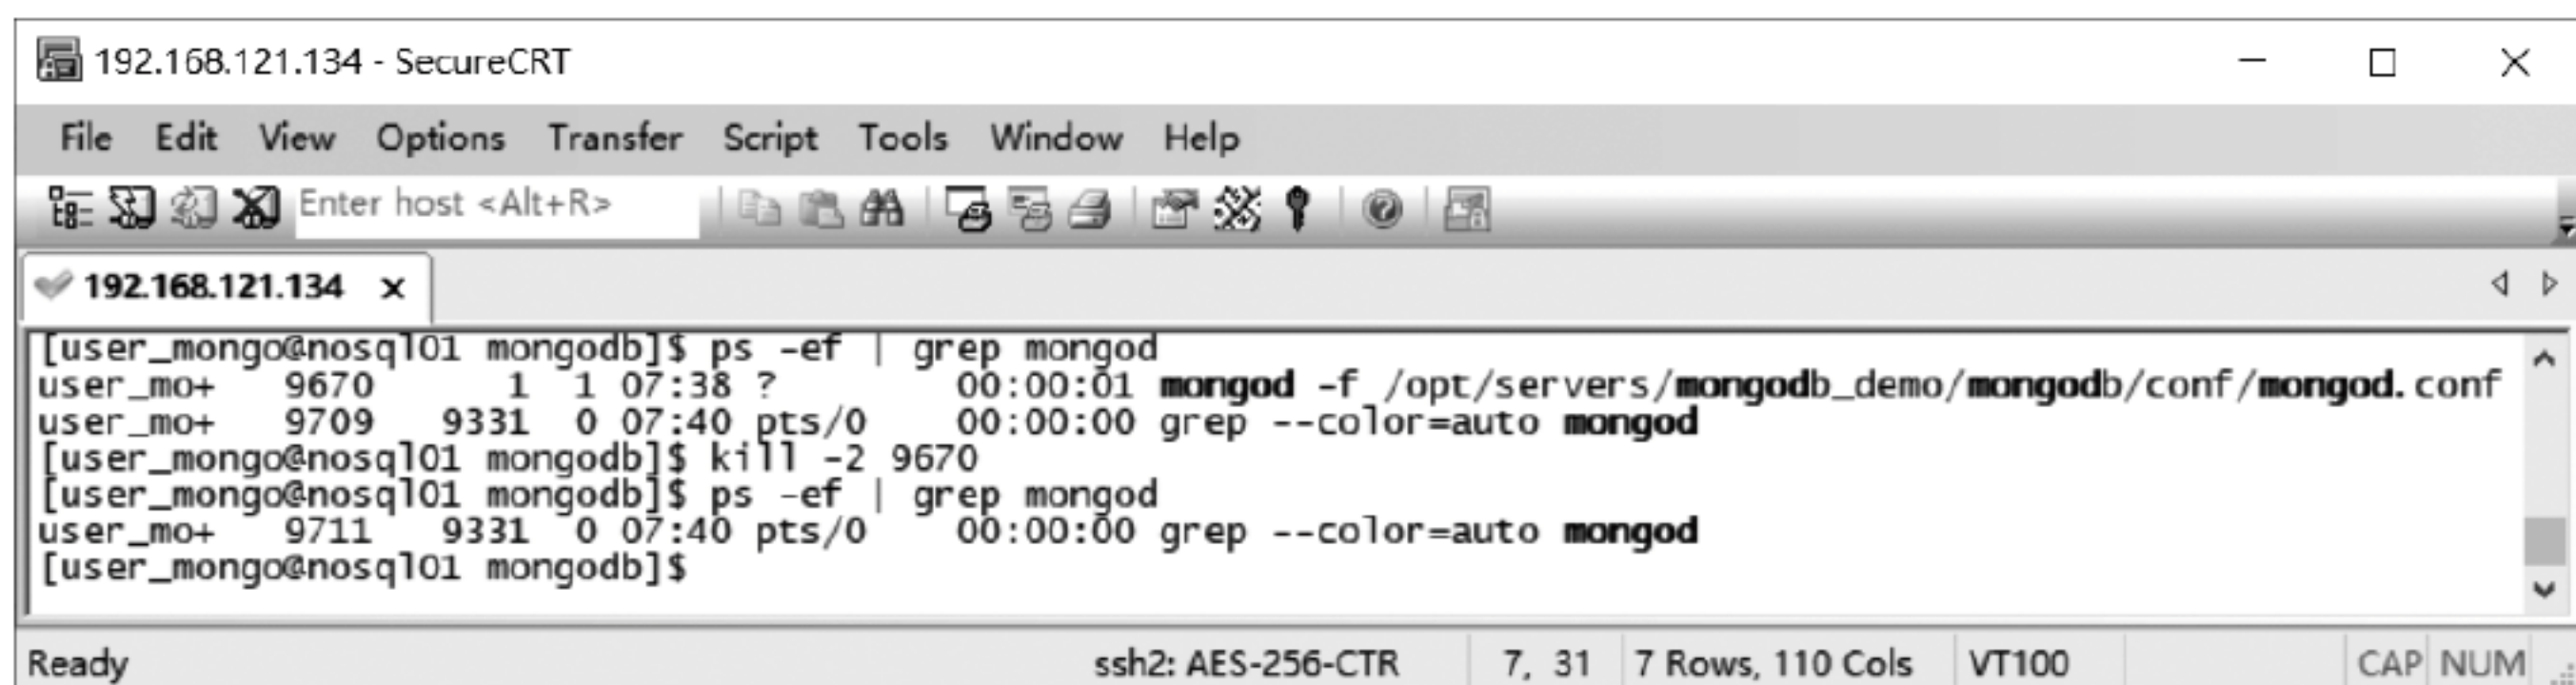 192.168.121.134 - SecureCRT
File Edit View Options Transfer Script Tools Window Help
Enter host <Alt+R>
192.168.121.134 x
[user_mongo@nosql01 mongodb]$ ps -ef | grep mongod
user_mo+   9670      1  1 07:38 ?        00:00:01 mongod -f /opt/servers/mongodb_demo/mongodb/conf/mongod.conf
user_mo+   9709   9331  0 07:40 pts/0    00:00:00 grep --color=auto mongod
[user_mongo@nosql01 mongodb]$ kill -2 9670
[user_mongo@nosql01 mongodb]$ ps -ef | grep mongod
user_mo+   9711   9331  0 07:40 pts/0    00:00:00 grep --color=auto mongod
[user_mongo@nosql01 mongodb]$
Ready ssh2: AES-256-CTR 7, 31 7 Rows, 110 Cols VT100 CAP NUM